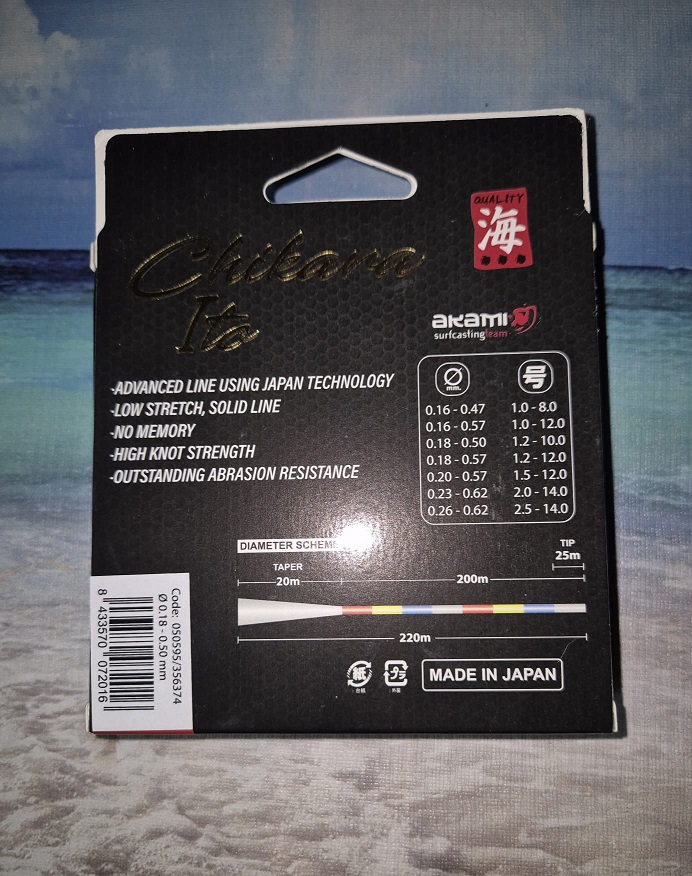 QUALITY
海
Chikara
Ito
akami
surfcastingteam
-ADVANCED LINE USING JAPAN TECHNOLOGY
-LOW STRETCH, SOLID LINE
-NO MEMORY
-HIGH KNOT STRENGTH
-OUTSTANDING ABRASION RESISTANCE
Ø mm. 号
0.16 - 0.47 1.0 - 8.0
0.16 - 0.57 1.0 - 12.0
0.18 - 0.50 1.2 - 10.0
0.18 - 0.57 1.2 - 12.0
0.20 - 0.57 1.5 - 12.0
0.23 - 0.62 2.0 - 14.0
0.26 - 0.62 2.5 - 14.0
DIAMETER SCHEM
TIP
25m
TAPER
20m 200m
220m
紙 プラ
MADE IN JAPAN
Code: 050595/356374
Ø 0.18 - 0.50 mm
8 433570 072016